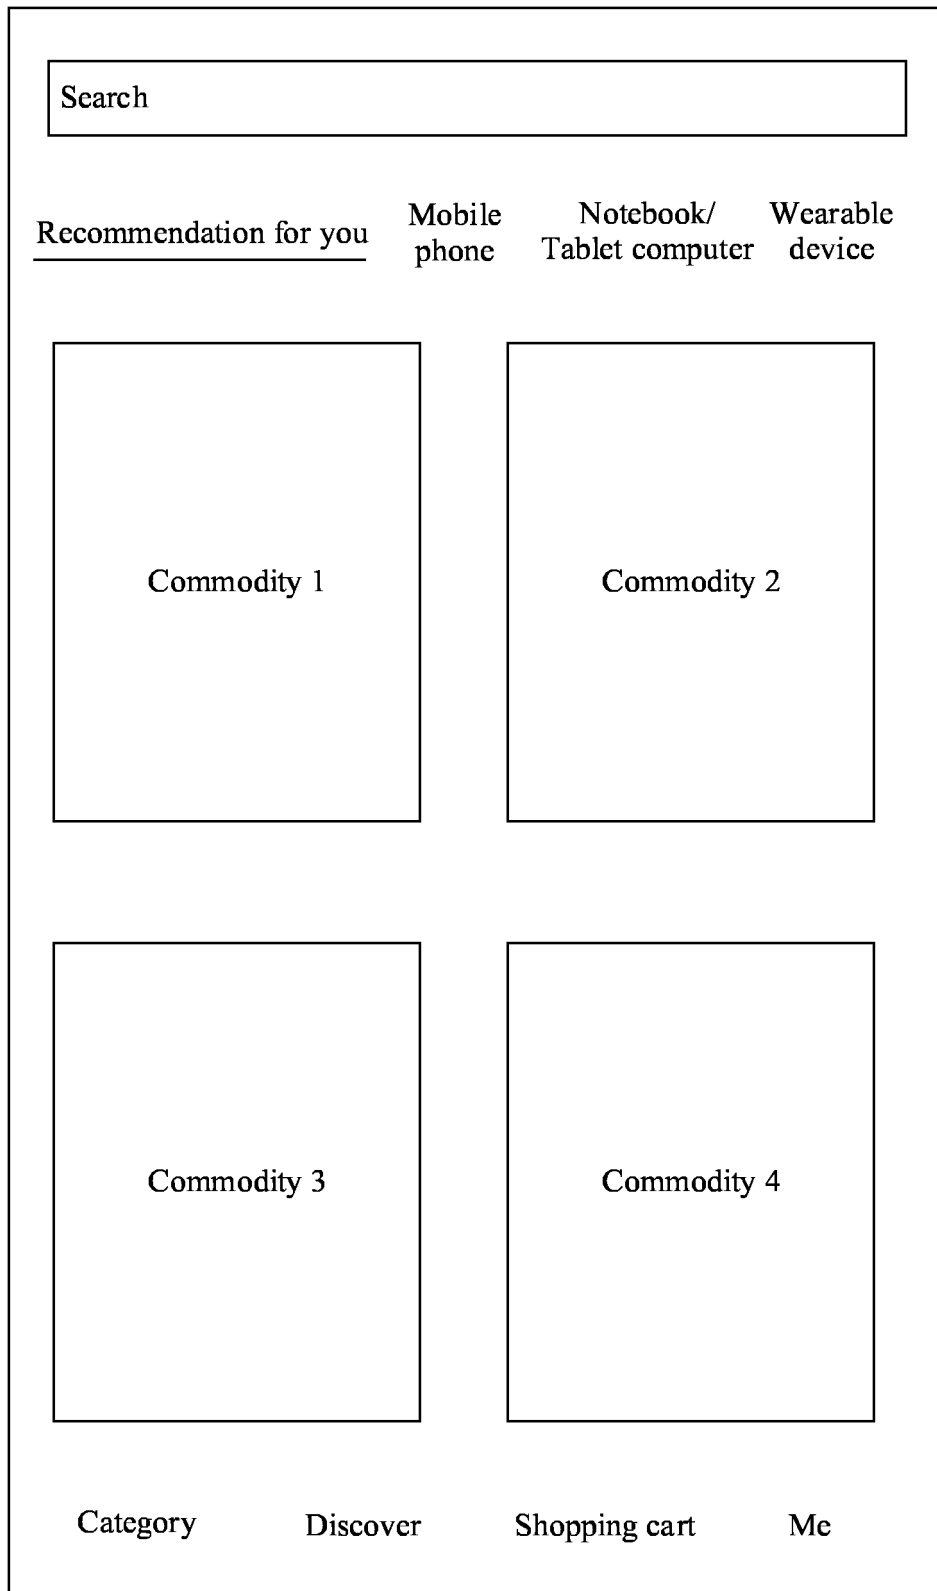 Search
Recommendation for you
Mobile
phone
Notebook/
Tablet computer
Wearable
device
Commodity 1
Commodity 2
Commodity 3
Commodity 4
Category
Discover
Shopping cart
Me